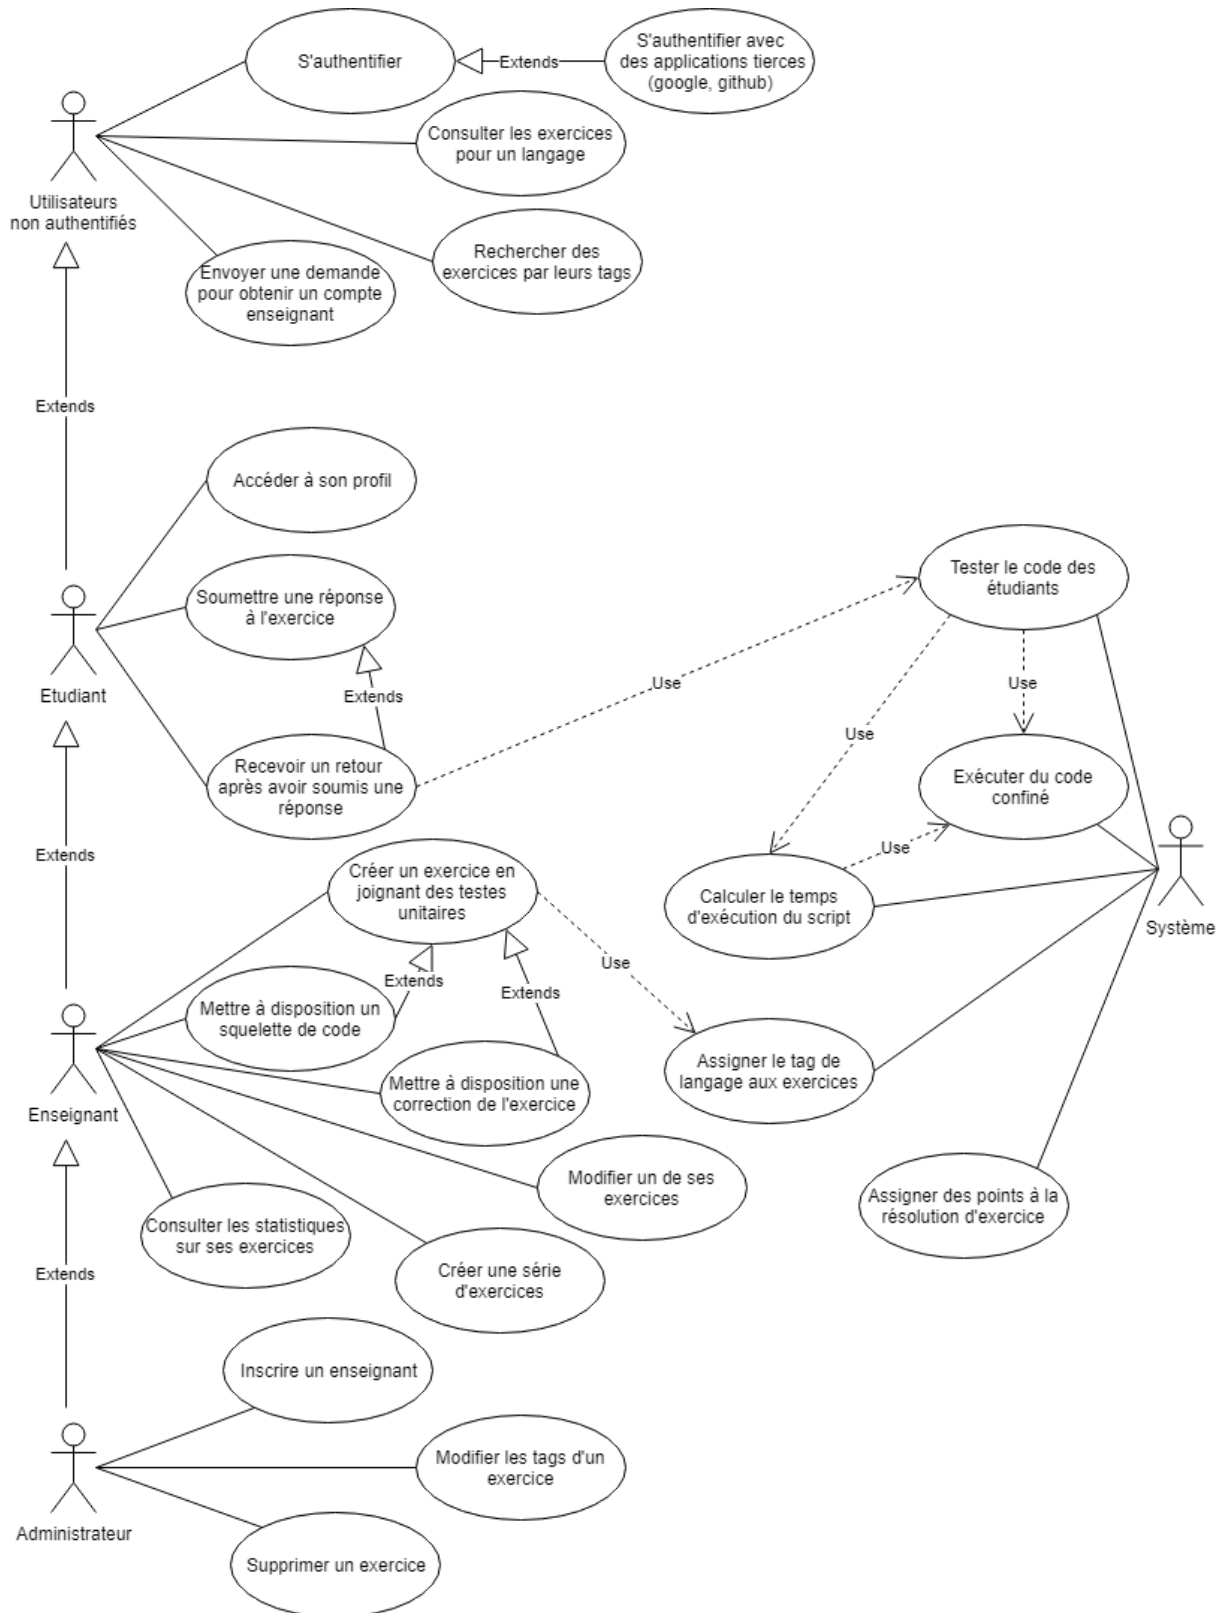 S'authentifier
Extends
S'authentifier avec
des applications tierces
(google, github)
Consulter les exercices
pour un langage
Utilisateurs
non authentifiés
Rechercher des
exercices par leurs tags
Envoyer une demande
pour obtenir un compte
enseignant
Extends
Accéder à son profil
Soumettre une réponse
à l'exercice
Tester le code des
étudiants
Etudiant
Extends
Use
Use
Use
Recevoir un retour
après avoir soumis une
réponse
Exécuter du code
confiné
Extends
Use
Créer un exercice en
joignant des testes
unitaires
Calculer le temps
d'exécution du script
Système
Use
Extends
Extends
Mettre à disposition un
squelette de code
Assigner le tag de
langage aux exercices
Mettre à disposition une
correction de l'exercice
Enseignant
Modifier un de ses
exercices
Assigner des points à la
résolution d'exercice
Consulter les statistiques
sur ses exercices
Créer une série
d'exercices
Extends
Inscrire un enseignant
Modifier les tags d'un
exercice
Administrateur
Supprimer un exercice